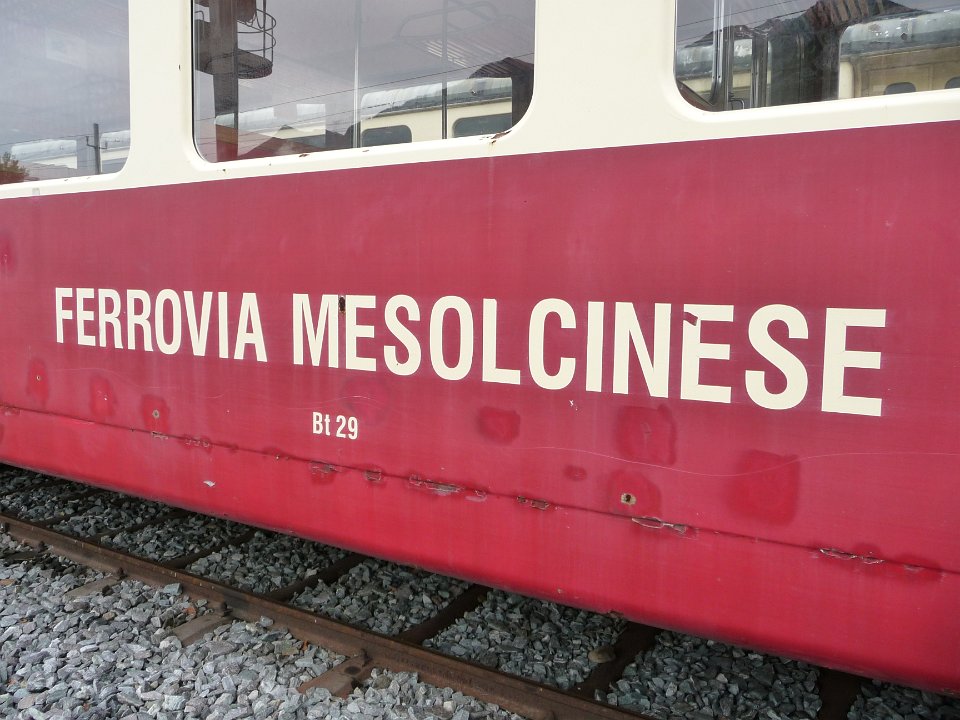 FERROVIA MESOLCINESE
Bt 29